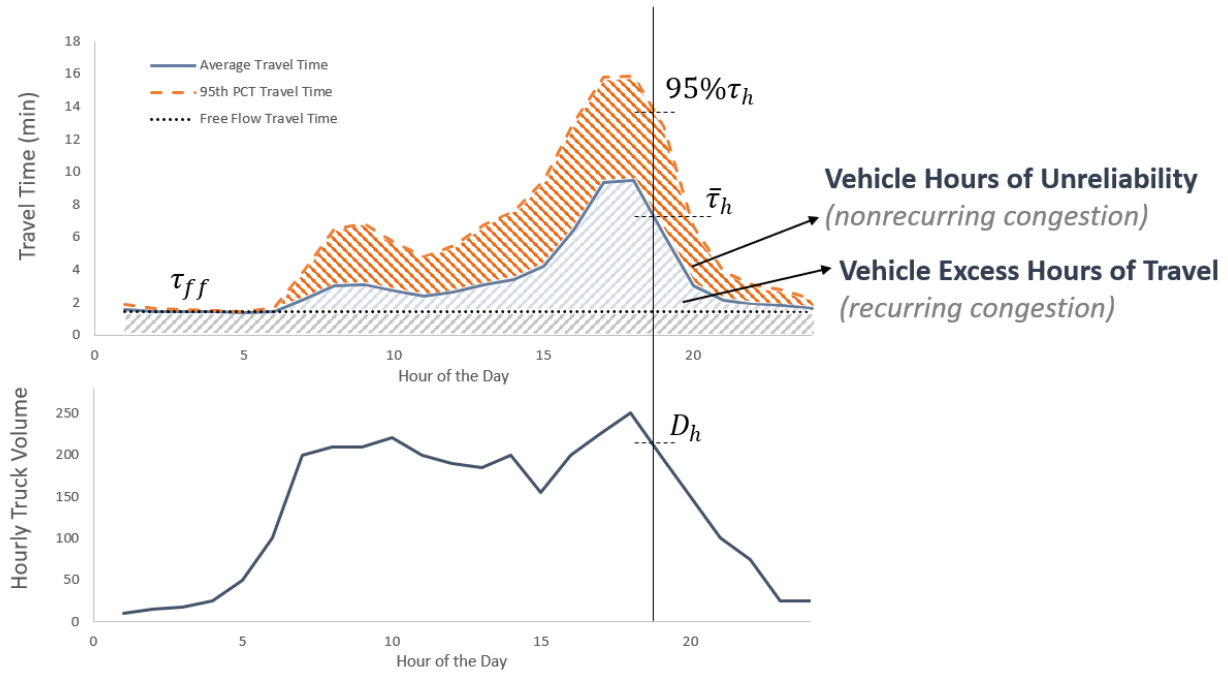 18
16
14
12
10
8
6
4
2
0
Travel Time (min)
Average Travel Time
95th PCT Travel Time
Free Flow Travel Time
95%τₕ
τ̄ₕ
τ_ff
Vehicle Hours of Unreliability
(nonrecurring congestion)
Vehicle Excess Hours of Travel
(recurring congestion)
0 5 10 15 20
Hour of the Day
250
200
150
100
50
0
Hourly Truck Volume
Dₕ
0 5 10 15 20
Hour of the Day